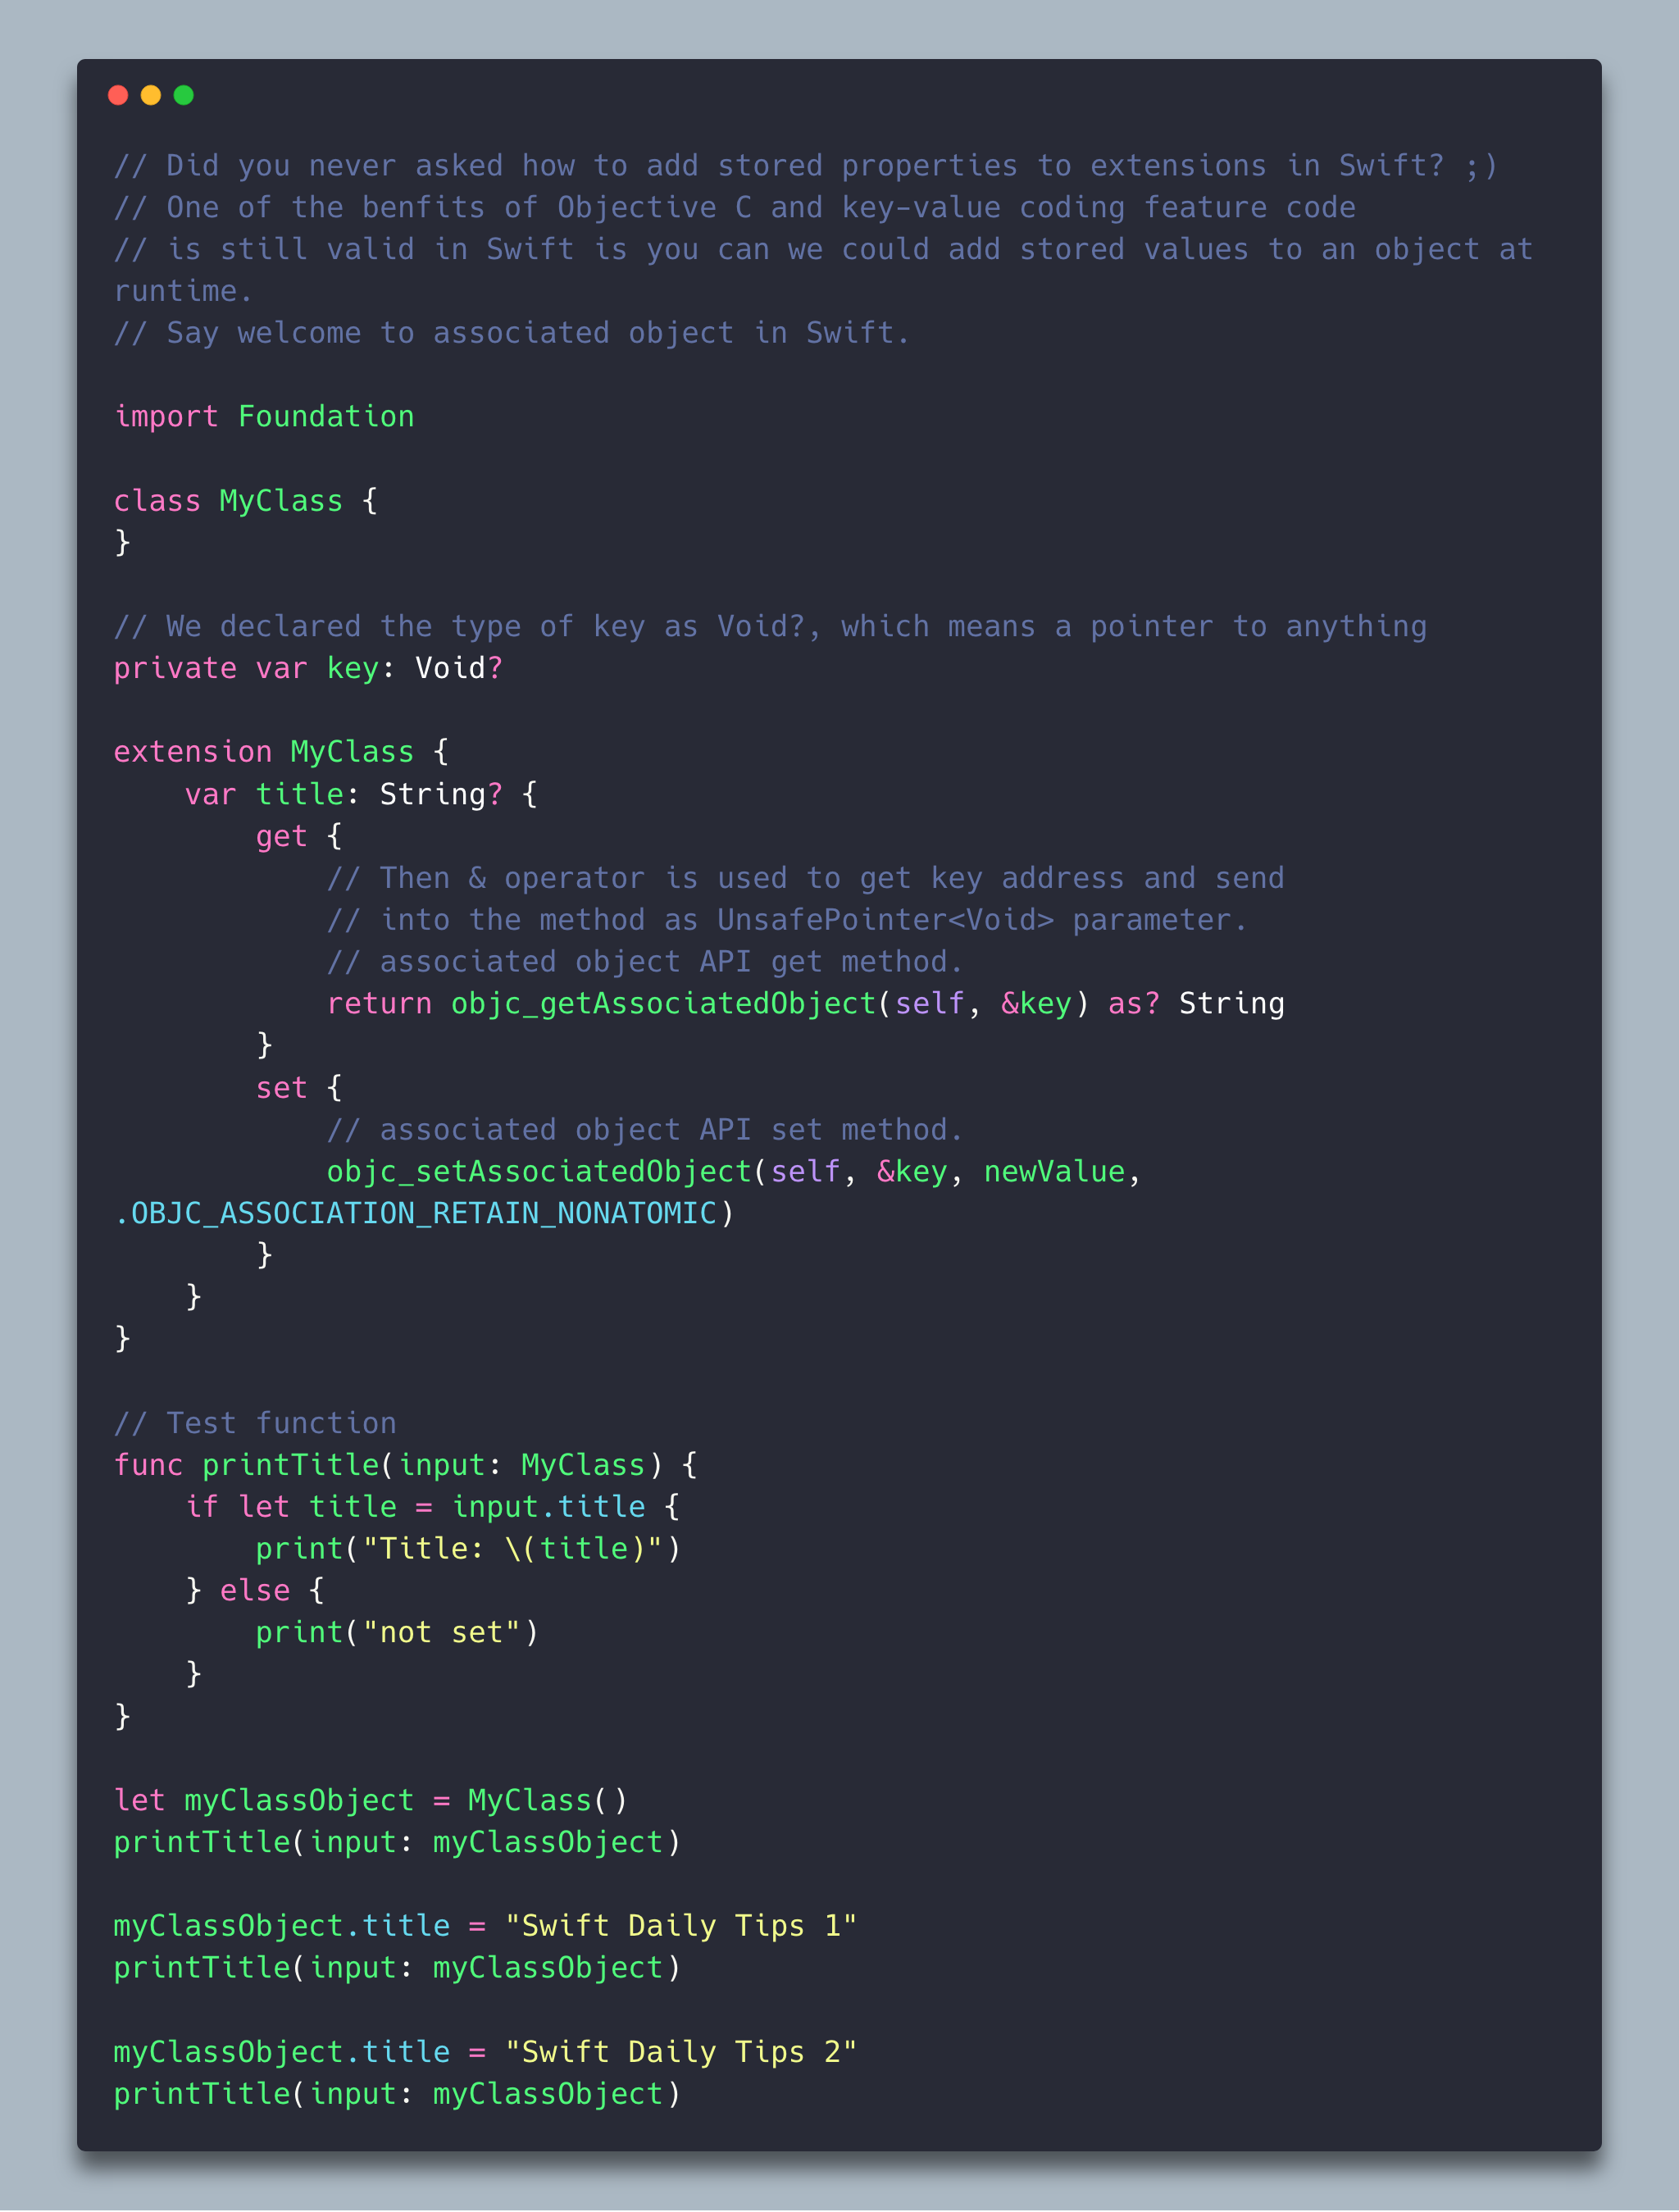 // Did you never asked how to add stored properties to extensions in Swift? ;)
// One of the benfits of Objective C and key-value coding feature code
// is still valid in Swift is you can we could add stored values to an object at
runtime.
// Say welcome to associated object in Swift.

import Foundation

class MyClass {
}

// We declared the type of key as Void?, which means a pointer to anything
private var key: Void?

extension MyClass {
    var title: String? {
        get {
            // Then & operator is used to get key address and send
            // into the method as UnsafePointer<Void> parameter.
            // associated object API get method.
            return objc_getAssociatedObject(self, &key) as? String
        }
        set {
            // associated object API set method.
            objc_setAssociatedObject(self, &key, newValue,
.OBJC_ASSOCIATION_RETAIN_NONATOMIC)
        }
    }
}

// Test function
func printTitle(input: MyClass) {
    if let title = input.title {
        print("Title: \(title)")
    } else {
        print("not set")
    }
}

let myClassObject = MyClass()
printTitle(input: myClassObject)

myClassObject.title = "Swift Daily Tips 1"
printTitle(input: myClassObject)

myClassObject.title = "Swift Daily Tips 2"
printTitle(input: myClassObject)